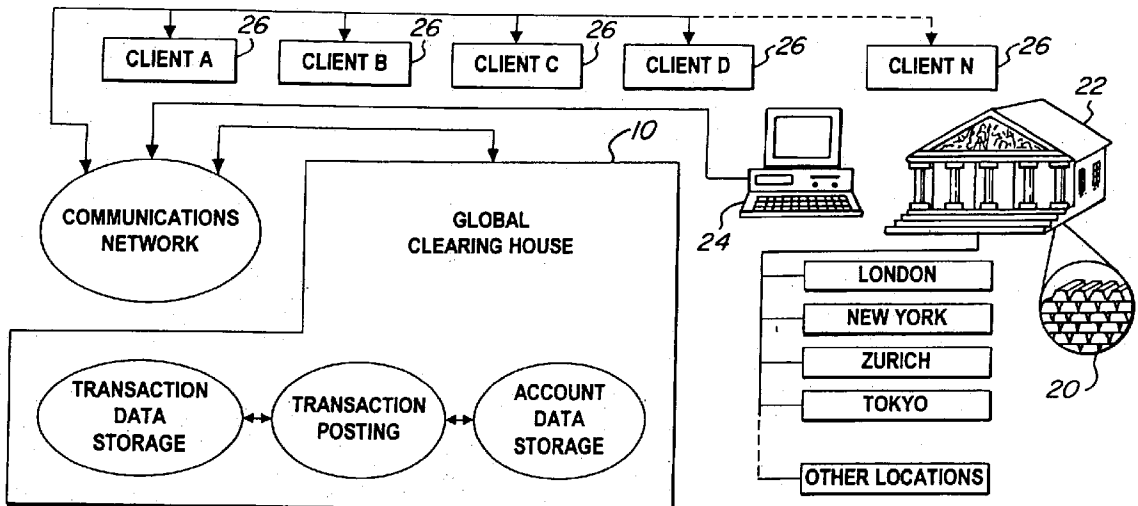 26
26
26
26
26
CLIENT A
CLIENT B
CLIENT C
CLIENT D
CLIENT N
22
10
COMMUNICATIONS
NETWORK
GLOBAL
CLEARING HOUSE
24
LONDON
NEW YORK
ZURICH
TOKYO
OTHER LOCATIONS
20
TRANSACTION
DATA
STORAGE
TRANSACTION
POSTING
ACCOUNT
DATA
STORAGE